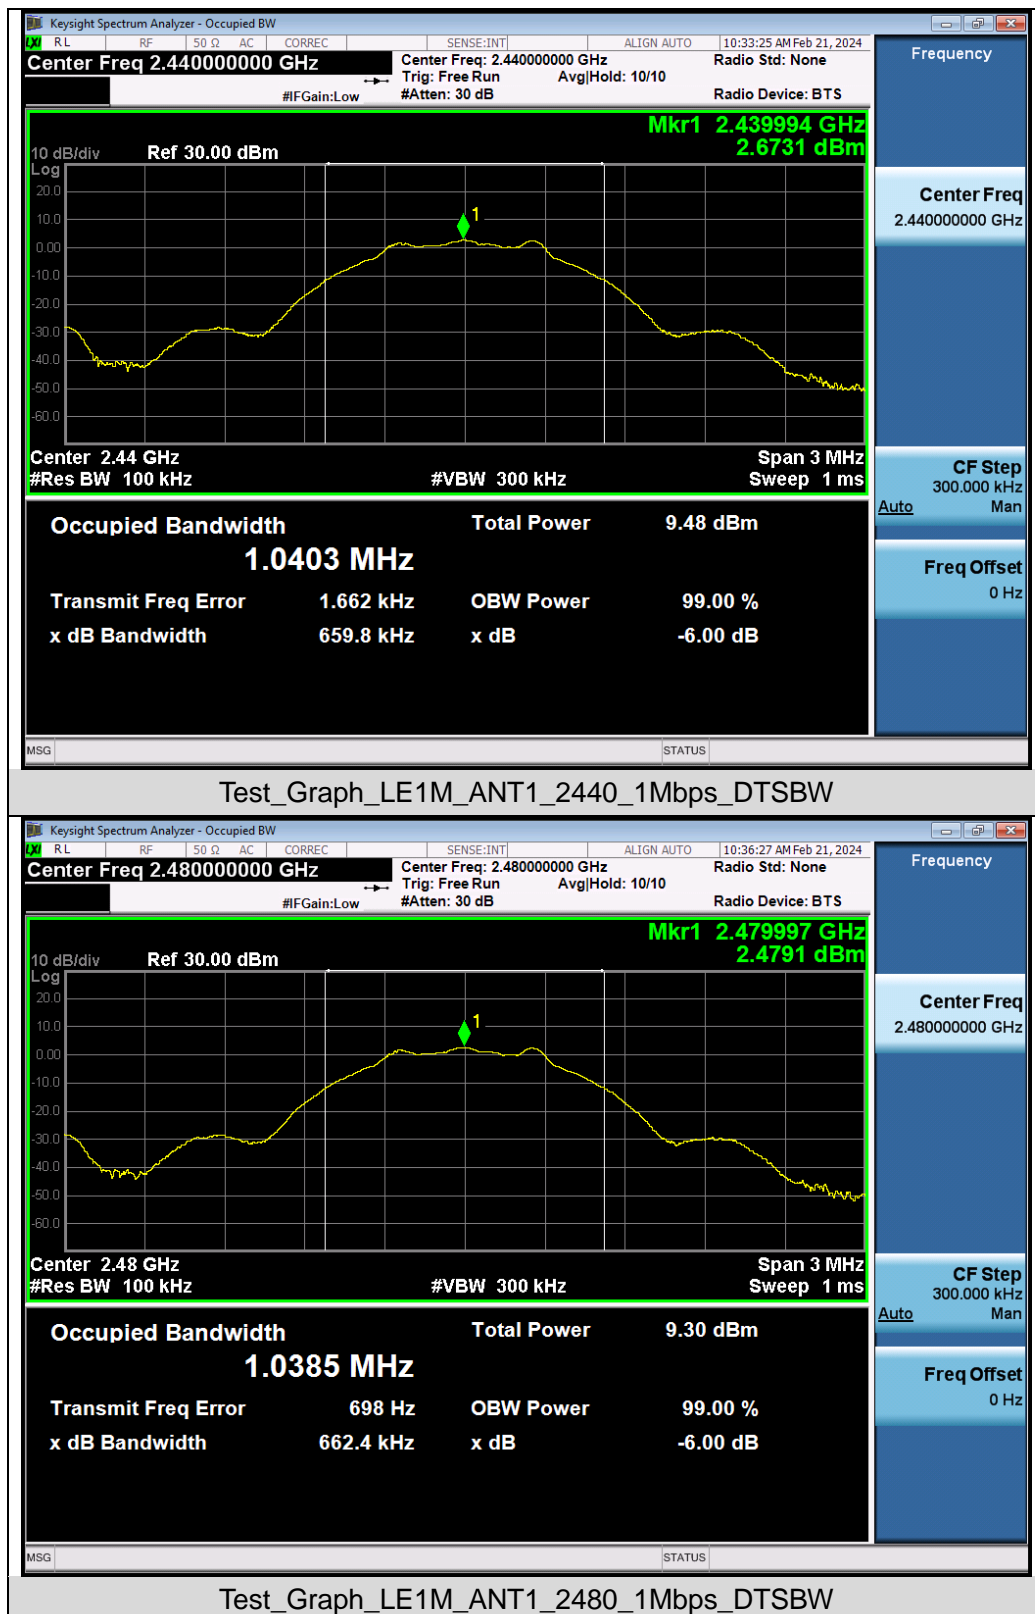 Keysight Spectrum Analyzer - Occupied BW
LXI RL RF 50 Ω AC CORREC SENSE:INT ALIGN AUTO 10:33:25 AM Feb 21, 2024
Center Freq 2.440000000 GHz Center Freq: 2.440000000 GHz Radio Std: None
Trig: Free Run Avg|Hold: 10/10
#IFGain:Low #Atten: 30 dB Radio Device: BTS
Frequency
Mkr1 2.439994 GHz
2.6731 dBm
10 dB/div Ref 30.00 dBm
Log
20.0
10.0
0.00
-10.0
-20.0
-30.0
-40.0
-50.0
-60.0
1
Center Freq
2.440000000 GHz
Center 2.44 GHz Span 3 MHz
#Res BW 100 kHz #VBW 300 kHz Sweep 1 ms
CF Step
300.000 kHz
Auto Man
Freq Offset
0 Hz
Occupied Bandwidth Total Power 9.48 dBm
1.0403 MHz
Transmit Freq Error 1.662 kHz OBW Power 99.00 %
x dB Bandwidth 659.8 kHz x dB -6.00 dB
MSG STATUS
Test_Graph_LE1M_ANT1_2440_1Mbps_DTSBW
Keysight Spectrum Analyzer - Occupied BW
LXI RL RF 50 Ω AC CORREC SENSE:INT ALIGN AUTO 10:36:27 AM Feb 21, 2024
Center Freq 2.480000000 GHz Center Freq: 2.480000000 GHz Radio Std: None
Trig: Free Run Avg|Hold: 10/10
#IFGain:Low #Atten: 30 dB Radio Device: BTS
Frequency
Mkr1 2.479997 GHz
2.4791 dBm
10 dB/div Ref 30.00 dBm
Log
20.0
10.0
0.00
-10.0
-20.0
-30.0
-40.0
-50.0
-60.0
1
Center Freq
2.480000000 GHz
Center 2.48 GHz Span 3 MHz
#Res BW 100 kHz #VBW 300 kHz Sweep 1 ms
CF Step
300.000 kHz
Auto Man
Freq Offset
0 Hz
Occupied Bandwidth Total Power 9.30 dBm
1.0385 MHz
Transmit Freq Error 698 Hz OBW Power 99.00 %
x dB Bandwidth 662.4 kHz x dB -6.00 dB
MSG STATUS
Test_Graph_LE1M_ANT1_2480_1Mbps_DTSBW